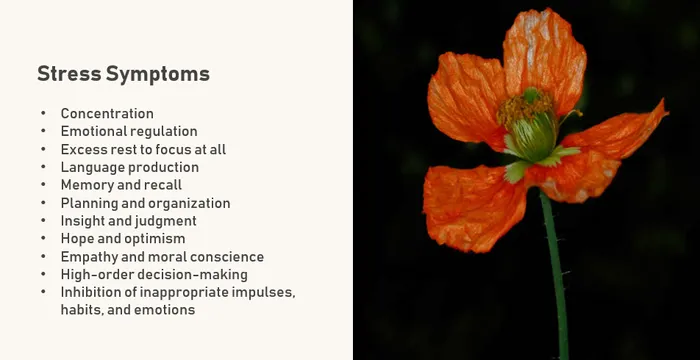 Stress Symptoms
• Concentration
• Emotional regulation
• Excess rest to focus at all
• Language production
• Memory and recall
• Planning and organization
• Insight and judgment
• Hope and optimism
• Empathy and moral conscience
• High-order decision-making
• Inhibition of inappropriate impulses,
habits, and emotions